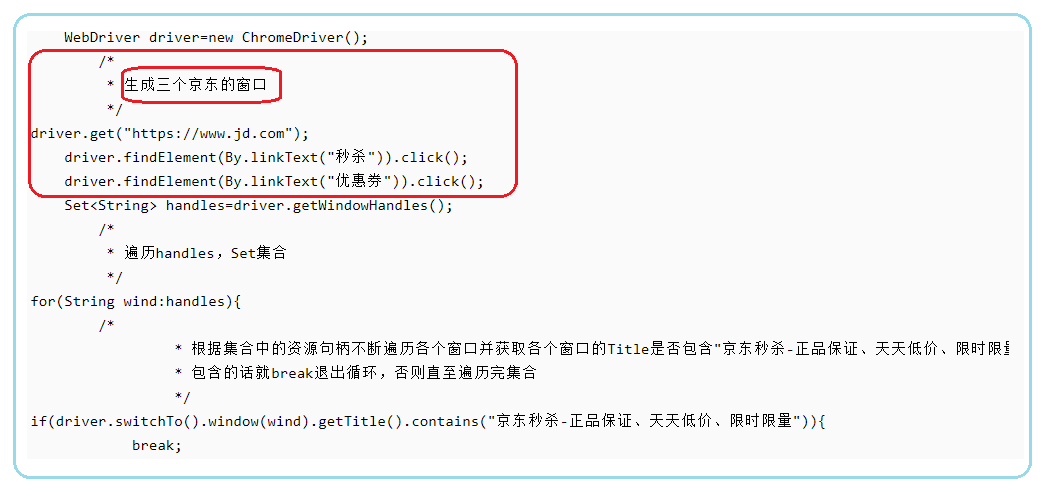 WebDriver driver=new ChromeDriver();
/*
* 生成三个京东的窗口
*/
driver.get("https://www.jd.com");
driver.findElement(By.linkText("秒杀")).click();
driver.findElement(By.linkText("优惠券")).click();
Set<String> handles=driver.getWindowHandles();
/*
* 遍历handles，Set集合
*/
for(String wind:handles){
/*
* 根据集合中的资源句柄不断遍历各个窗口并获取各个窗口的Title是否包含"京东秒杀-正品保证、天天低价、限时限量
* 包含的话就break退出循环，否则直至遍历完集合
*/
if(driver.switchTo().window(wind).getTitle().contains("京东秒杀-正品保证、天天低价、限时限量")){
break;